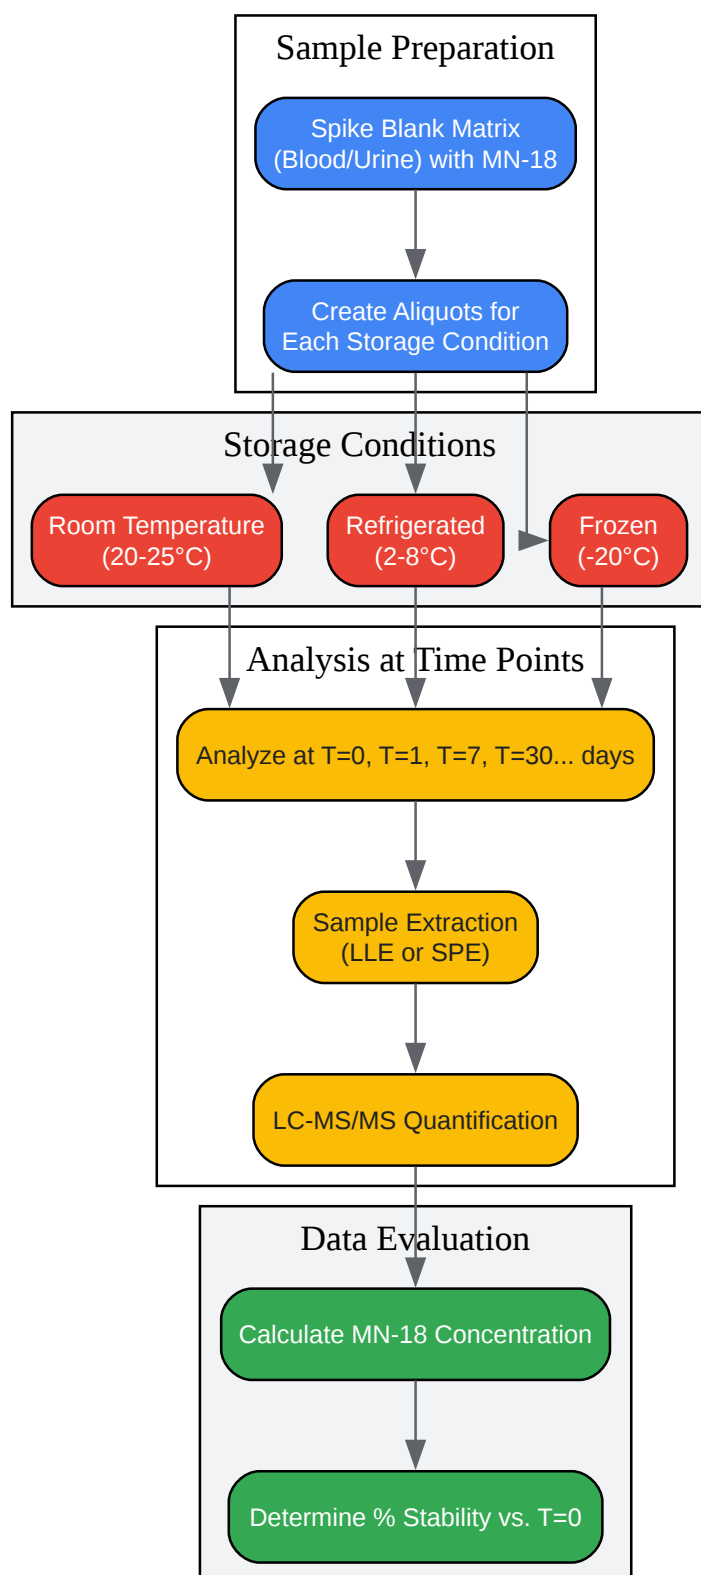 Sample Preparation
Spike Blank Matrix
(Blood/Urine) with MN-18
Create Aliquots for
Each Storage Condition
Storage Conditions
Room Temperature
(20-25°C)
Refrigerated
(2-8°C)
Frozen
(-20°C)
Analysis at Time Points
Analyze at T=0, T=1, T=7, T=30... days
Sample Extraction
(LLE or SPE)
LC-MS/MS Quantification
Data Evaluation
Calculate MN-18 Concentration
Determine % Stability vs. T=0